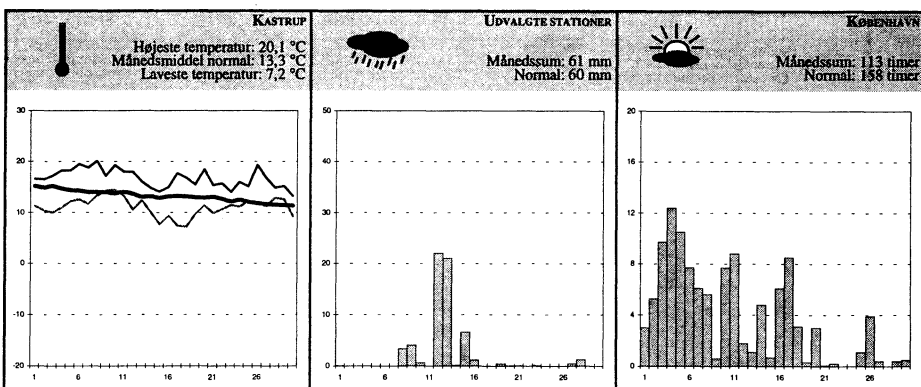 KASTRUP
Højeste temperatur: 20,1 °C
Månedsmiddel normal: 13,3 °C
Laveste temperatur: 7,2 °C
30
20
10
0
-10
-20
1 6 11 16 21 26
UDVALGTE STATIONER
Månedssum: 61 mm
Normal: 60 mm
50
40
30
20
10
0
1 6 11 16 21 26
KØBENHAVN
Månedssum: 113 timer
Normal: 158 timer
20
16
12
8
4
0
1 6 11 16 21 26